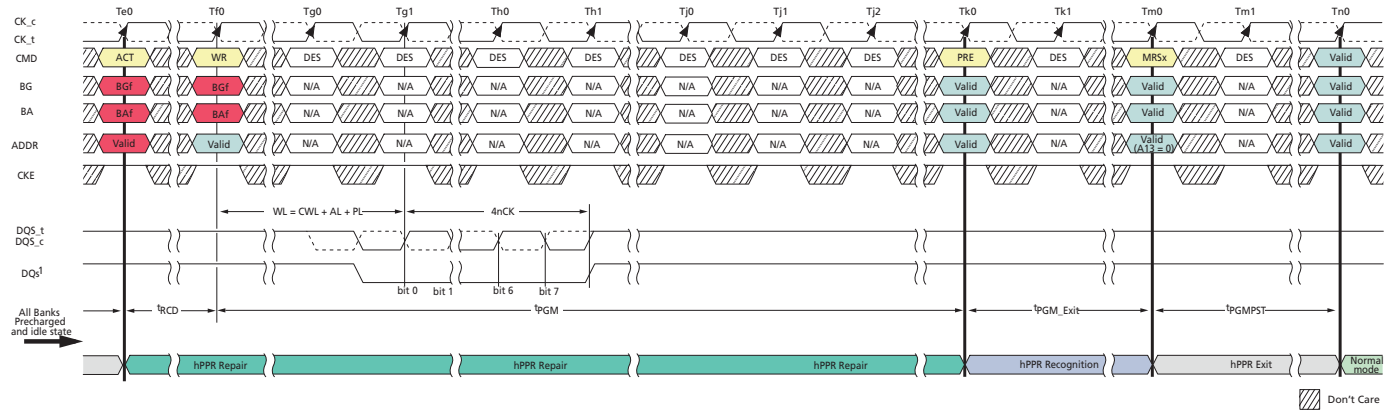 Te0 Tf0 Tg0 Tg1 Th0 Th1 Tj0 Tj1 Tj2 Tk0 Tk1 Tm0 Tm1 Tn0
CK_c
CK_t
CMD ACT WR DES DES DES DES DES DES DES PRE DES MRSx DES Valid
BG BGf BGf N/A N/A N/A N/A N/A N/A N/A Valid N/A Valid N/A Valid
BA BAf BAf N/A N/A N/A N/A N/A N/A N/A Valid N/A Valid N/A Valid
ADDR Valid Valid N/A N/A N/A N/A N/A N/A N/A Valid N/A Valid (A13 = 0) N/A Valid
CKE
WL = CWL + AL + PL 4nCK
DQS_t
DQS_c
DQs1
bit 0 bit 1 bit 6 bit 7
All Banks
Precharged
and idle state
tRCD tPGM tPGM_Exit tPGMPST
hPPR Repair hPPR Repair hPPR Repair hPPR Recognition hPPR Exit Normal
mode
Don't Care